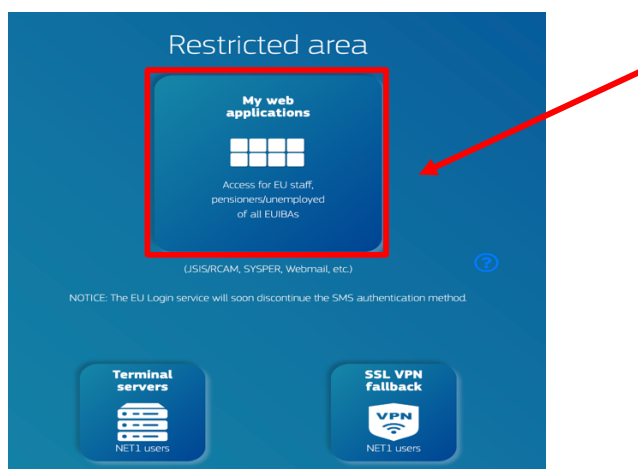 Restricted area
My web
applications
Access for EU staff,
pensioners/unemployed
of all EUIBAs
(JSIS/RCAM, SYSPER, Webmail, etc.)
?
NOTICE: The EU Login service will soon discontinue the SMS authentication method.
Terminal
servers
NET1 users
SSL VPN
fallback
VPN
NET1 users